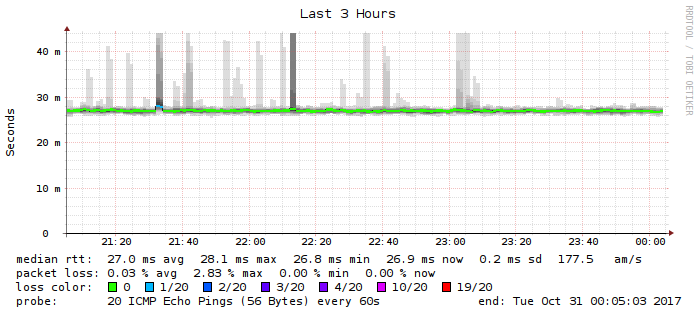 Last 3 Hours
RRDTOOL / TOBI OETIKER
Seconds
40 m
30 m
20 m
10 m
0
21:20 21:40 22:00 22:20 22:40 23:00 23:20 23:40 00:00
median rtt: 27.0 ms avg 28.1 ms max 26.8 ms min 26.9 ms now 0.2 ms sd 177.5 am/s
packet loss: 0.03 % avg 2.83 % max 0.00 % min 0.00 % now
loss color: 0 1/20 2/20 3/20 4/20 10/20 19/20
probe: 20 ICMP Echo Pings (56 Bytes) every 60s end: Tue Oct 31 00:05:03 2017